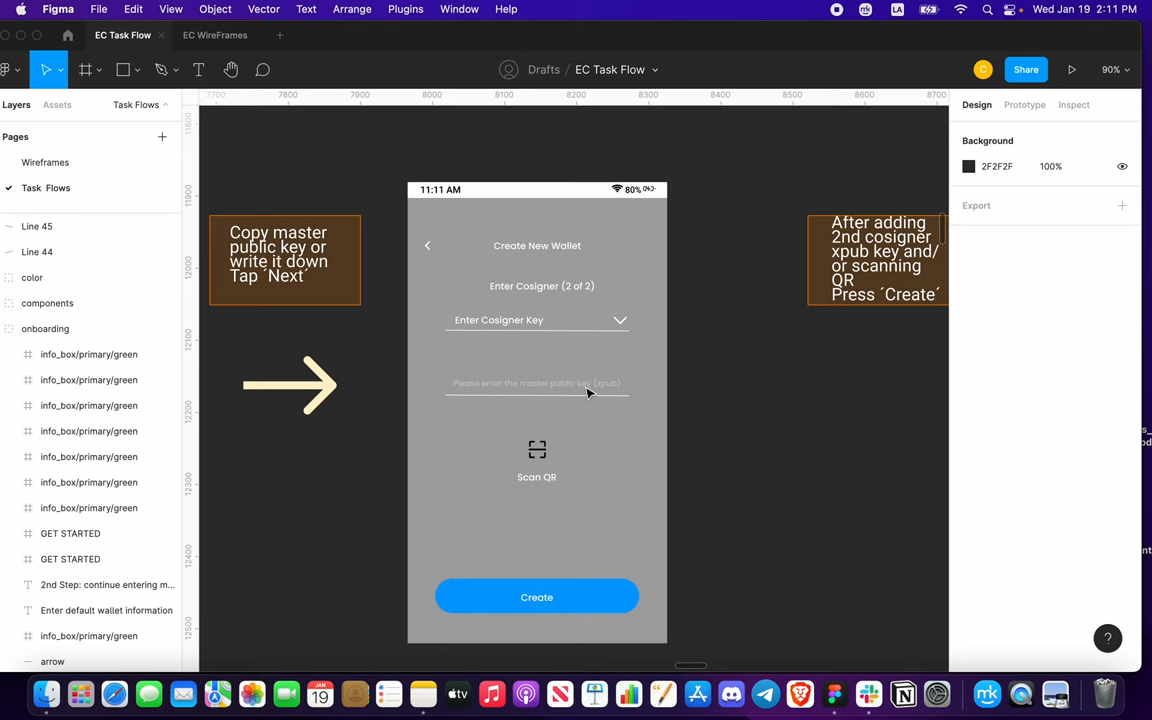 Figma File Edit View Object Vector Text Arrange Plugins Window Help
LA Wed Jan 19 2:11 PM
EC Task Flow EC WireFrames
Drafts / EC Task Flow
C Share 90%
Layers Assets Task Flows
Design Prototype Inspect
7700 7800 7900 8000 8100 8200 8300 8400 8500 8600 8700
11800
11900
12000
12100
12200
12300
12400
12500
Pages
Wireframes
Task Flows
Line 45
Line 44
color
components
onboarding
info_box/primary/green
info_box/primary/green
info_box/primary/green
info_box/primary/green
info_box/primary/green
info_box/primary/green
info_box/primary/green
GET STARTED
GET STARTED
2nd Step: continue entering m...
Enter default wallet information
info_box/primary/green
arrow
Copy master
public key or
write it down
Tap ´Next´
11:11 AM 80%
Create New Wallet
Enter Cosigner (2 of 2)
Enter Cosigner Key
Please enter the master public key (xpub)
Scan QR
Create
After adding
2nd cosigner
xpub key and/
or scanning
QR
Press ´Create´
Background
2F2F2F 100%
Export
?
JAN
19
tv
mk